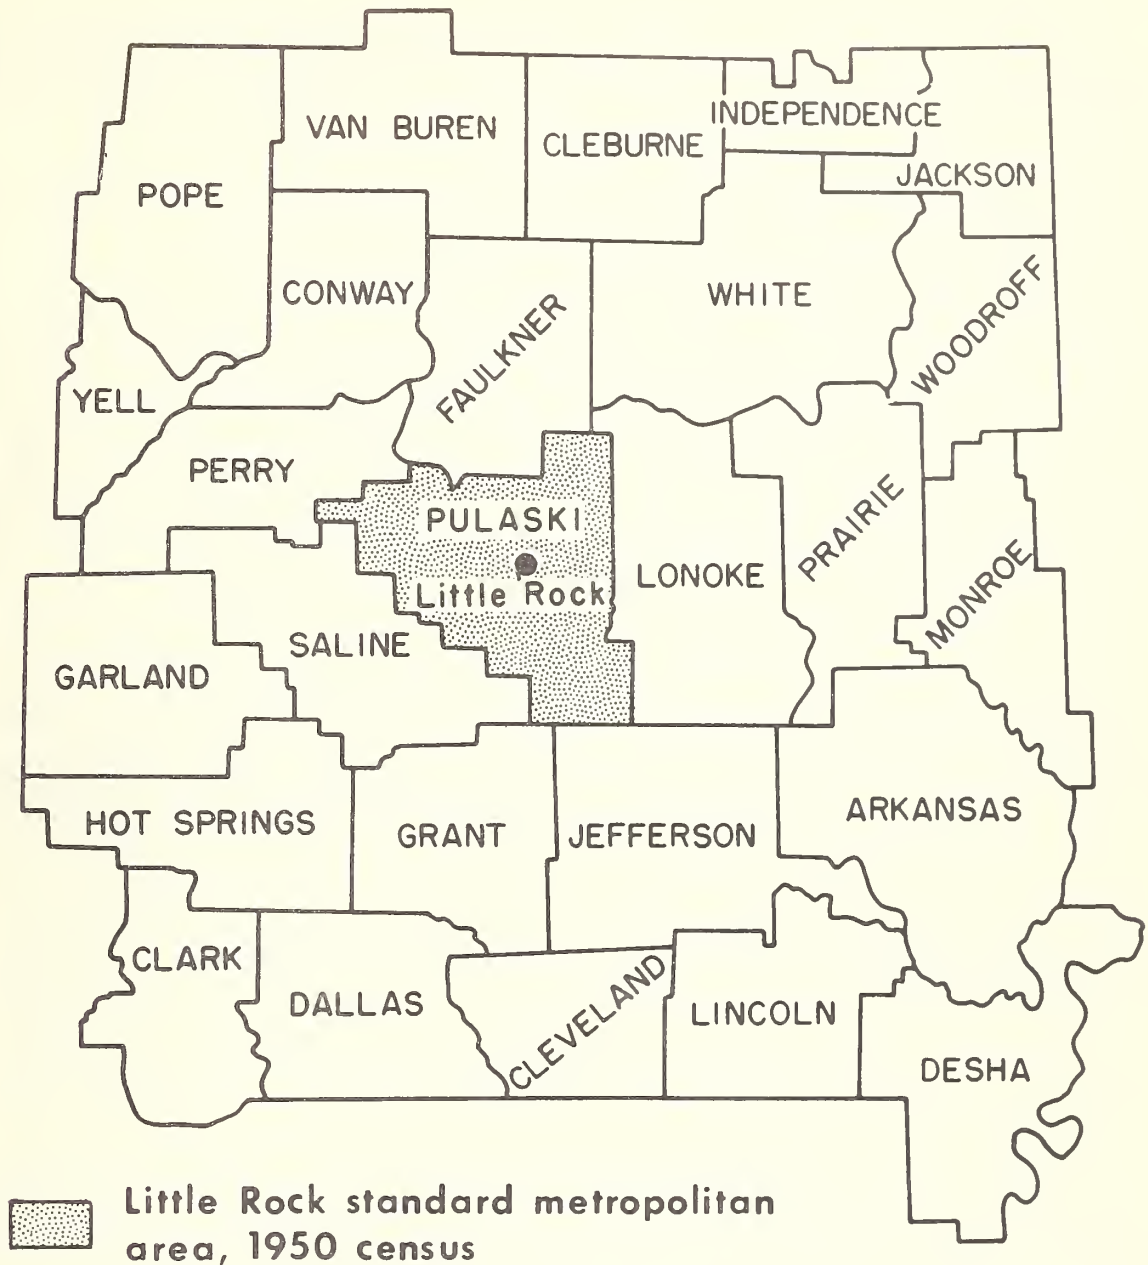 VAN BUREN
CLEBURNE
INDEPENDENCE
JACKSON
POPE
CONWAY
FAULKNER
WHITE
WOODROFF
YELL
PERRY
PULASKI
Little Rock
LONOKE
PRAIRIE
MONROE
SALINE
GARLAND
HOT SPRINGS
GRANT
JEFFERSON
ARKANSAS
CLARK
DALLAS
CLEVELAND
LINCOLN
DESHA
Little Rock standard metropolitan
area, 1950 census